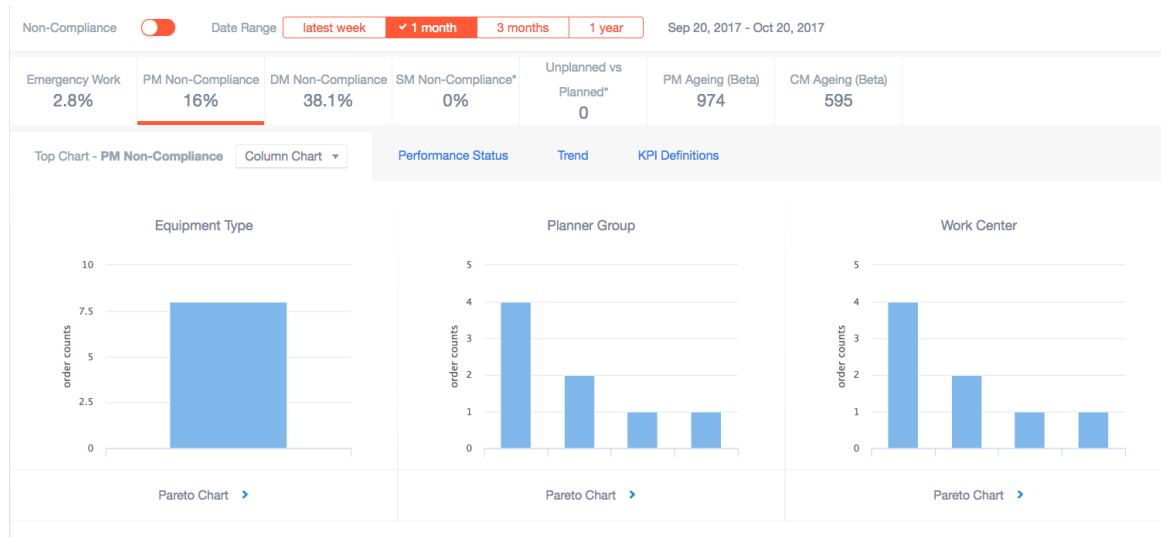 Non-Compliance Date Range latest week ✔ 1 month 3 months 1 year Sep 20, 2017 - Oct 20, 2017
Emergency Work
2.8%
PM Non-Compliance
16%
DM Non-Compliance
38.1%
SM Non-Compliance*
0%
Unplanned vs
Planned*
0
PM Ageing (Beta)
974
CM Ageing (Beta)
595
Top Chart - PM Non-Compliance Column Chart ▼ Performance Status Trend KPI Definitions
Equipment Type
order counts
10
7.5
5
2.5
0
Pareto Chart >
Planner Group
order counts
5
4
3
2
1
0
Pareto Chart >
Work Center
order counts
5
4
3
2
1
0
Pareto Chart >